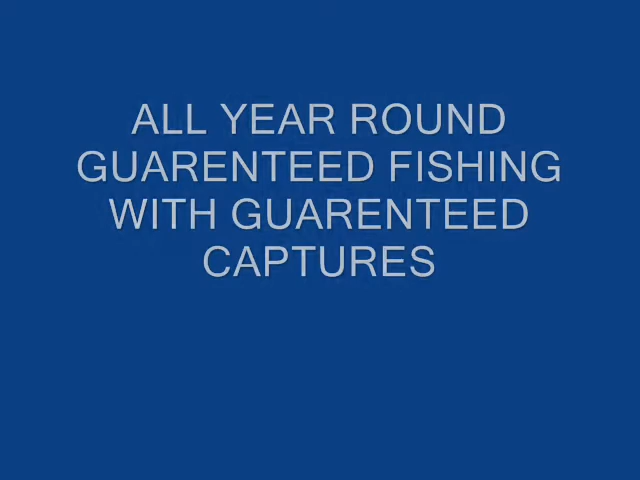 ALL YEAR ROUND
GUARENTEED FISHING
WITH GUARENTEED
CAPTURES